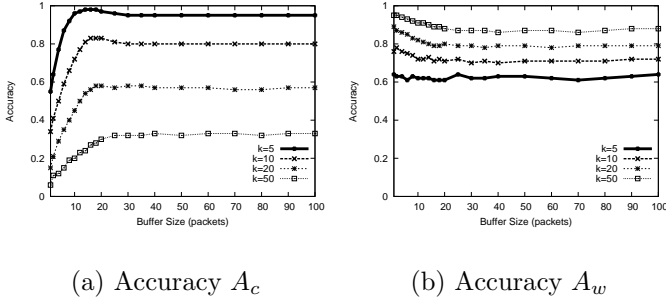 1
0.8
0.6
0.4
0.2
0
Accuracy
k=5
k=10
k=20
k=50
10 20 30 40 50 60 70 80 90 100
Buffer Size (packets)
(a) Accuracy A_c
1
0.8
0.6
0.4
0.2
0
Accuracy
k=5
k=10
k=20
k=50
10 20 30 40 50 60 70 80 90 100
Buffer Size (packets)
(b) Accuracy A_w